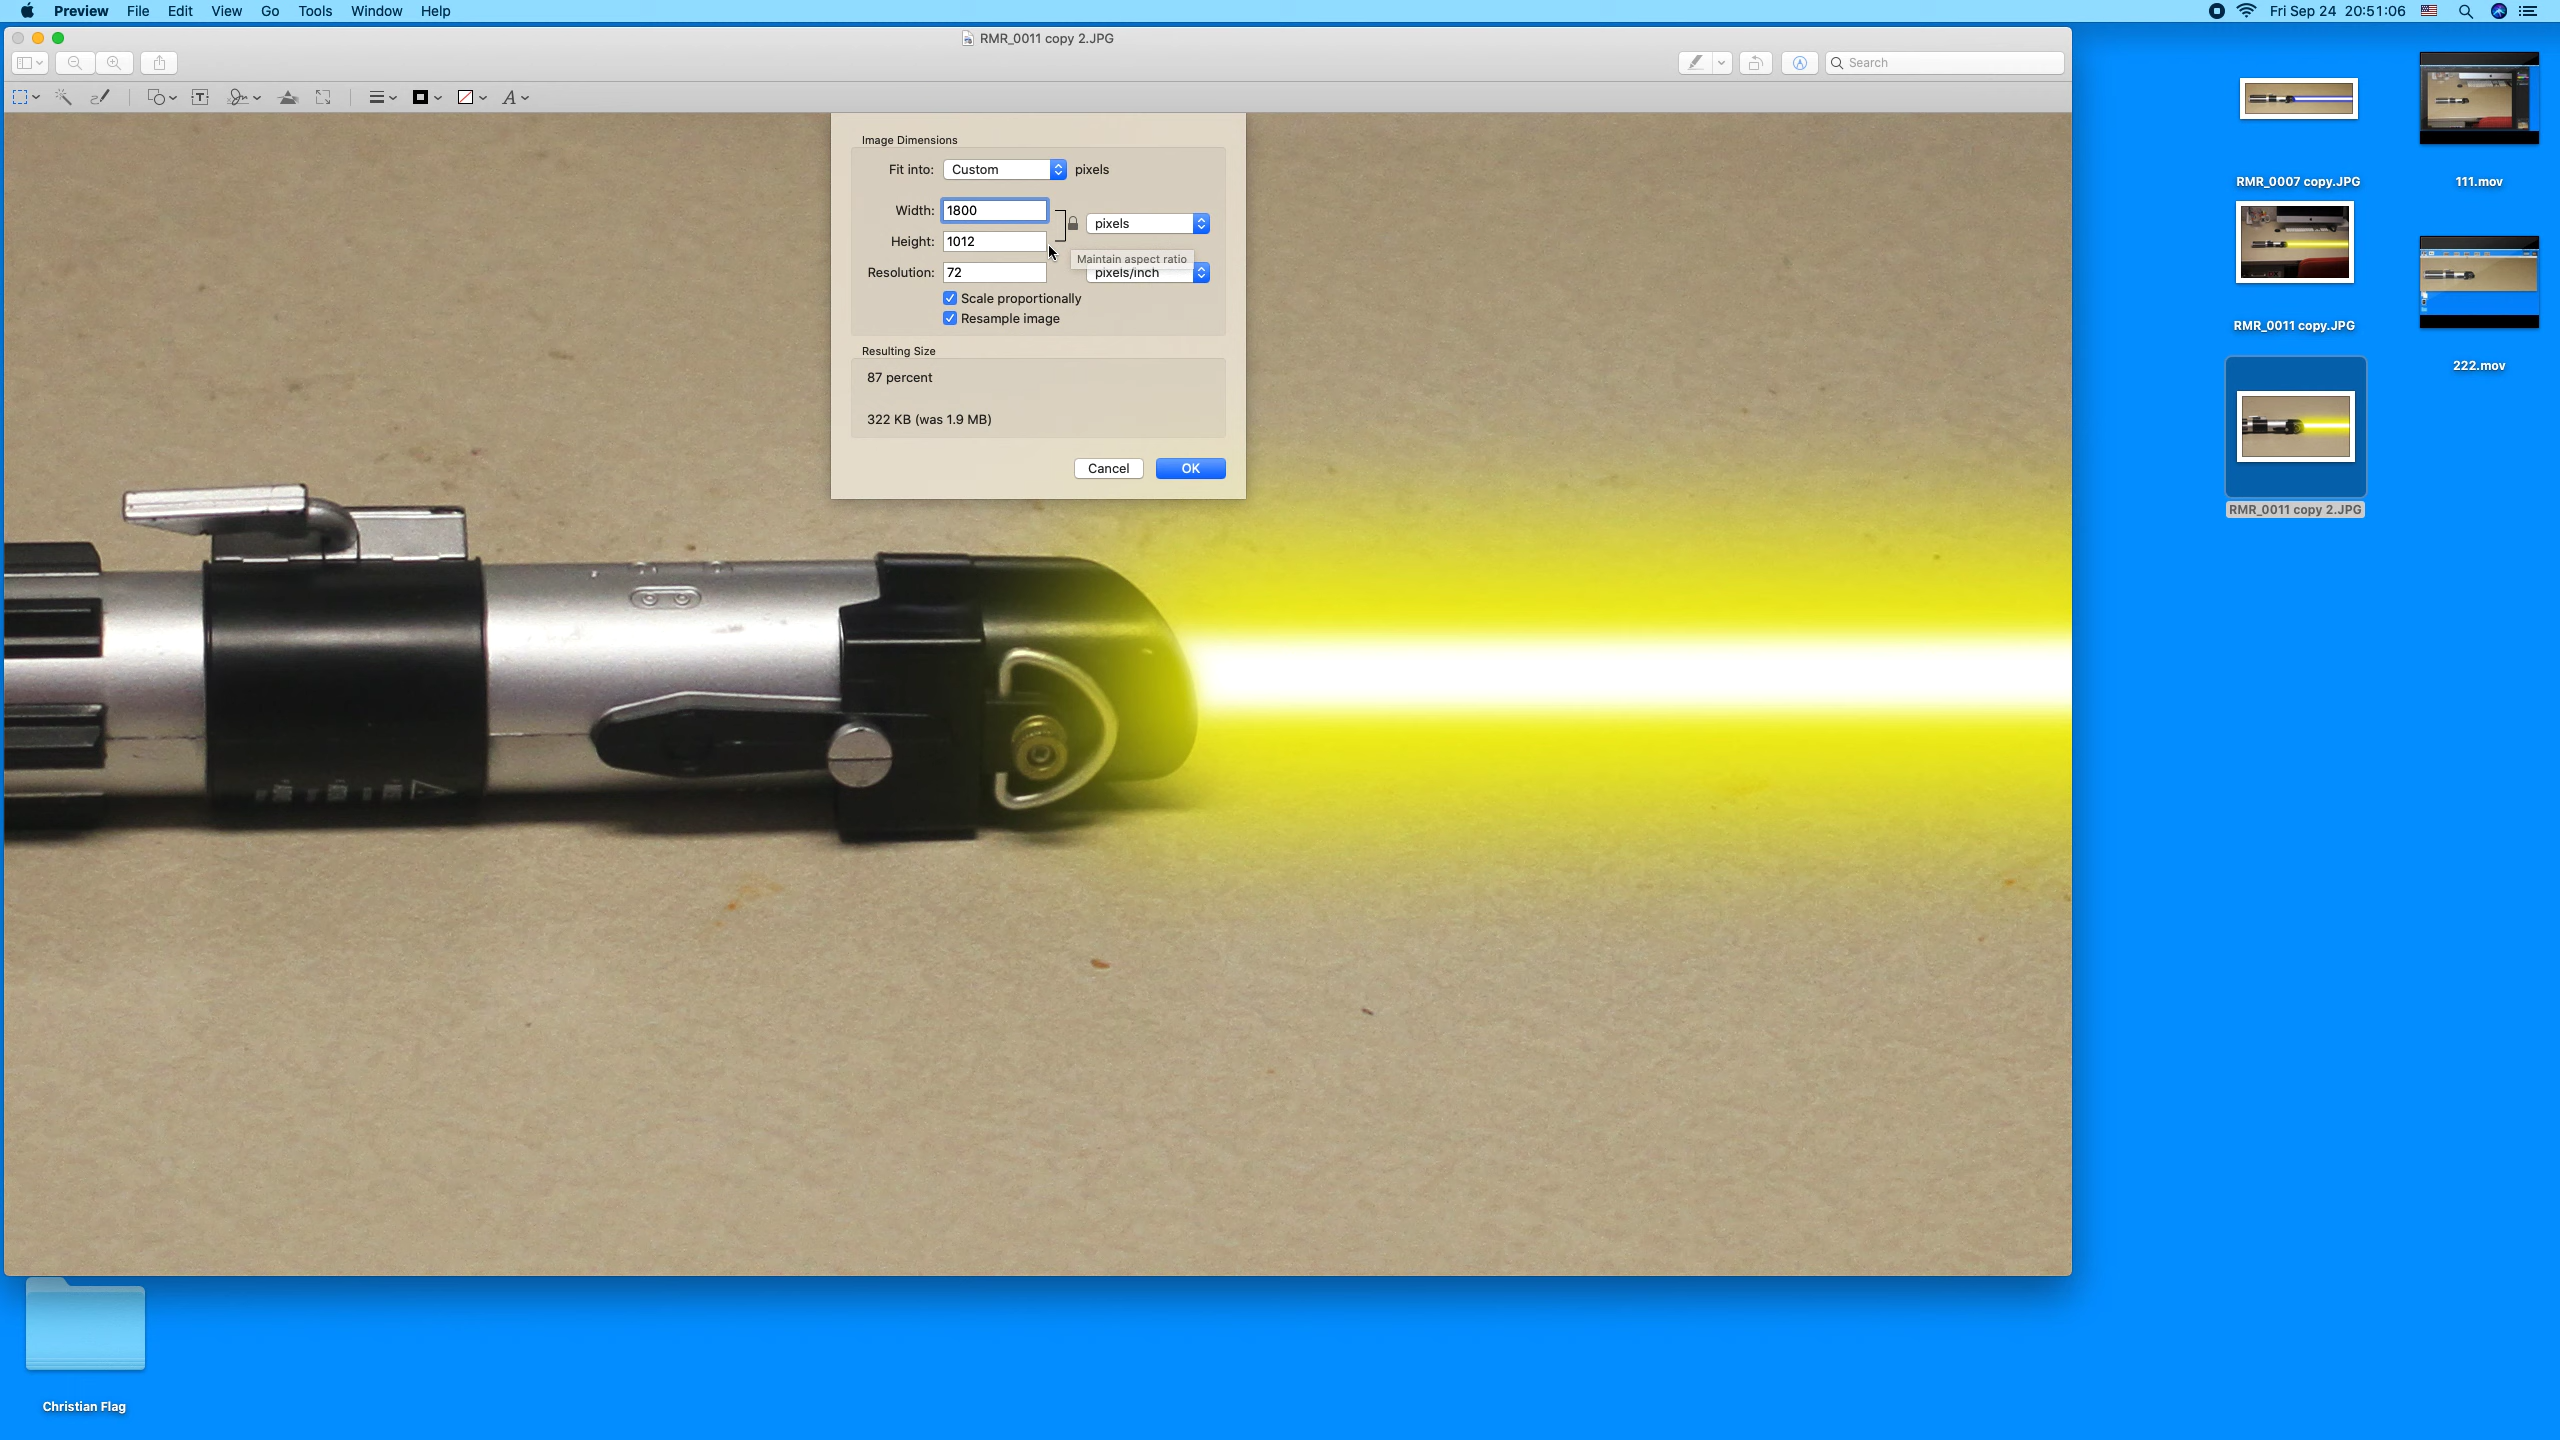 Preview File Edit View Go Tools Window Help
Fri Sep 24 20:51:06
RMR_0011 copy 2.JPG
Search
Image Dimensions
Fit into: Custom pixels
Width: 1800
pixels
Height: 1012
Maintain aspect ratio
Resolution: 72 pixels/inch
Scale proportionally
Resample image
Resulting Size
87 percent
322 KB (was 1.9 MB)
Cancel OK
RMR_0007 copy.JPG
111.mov
RMR_0011 copy.JPG
222.mov
RMR_0011 copy 2.JPG
Christian Flag